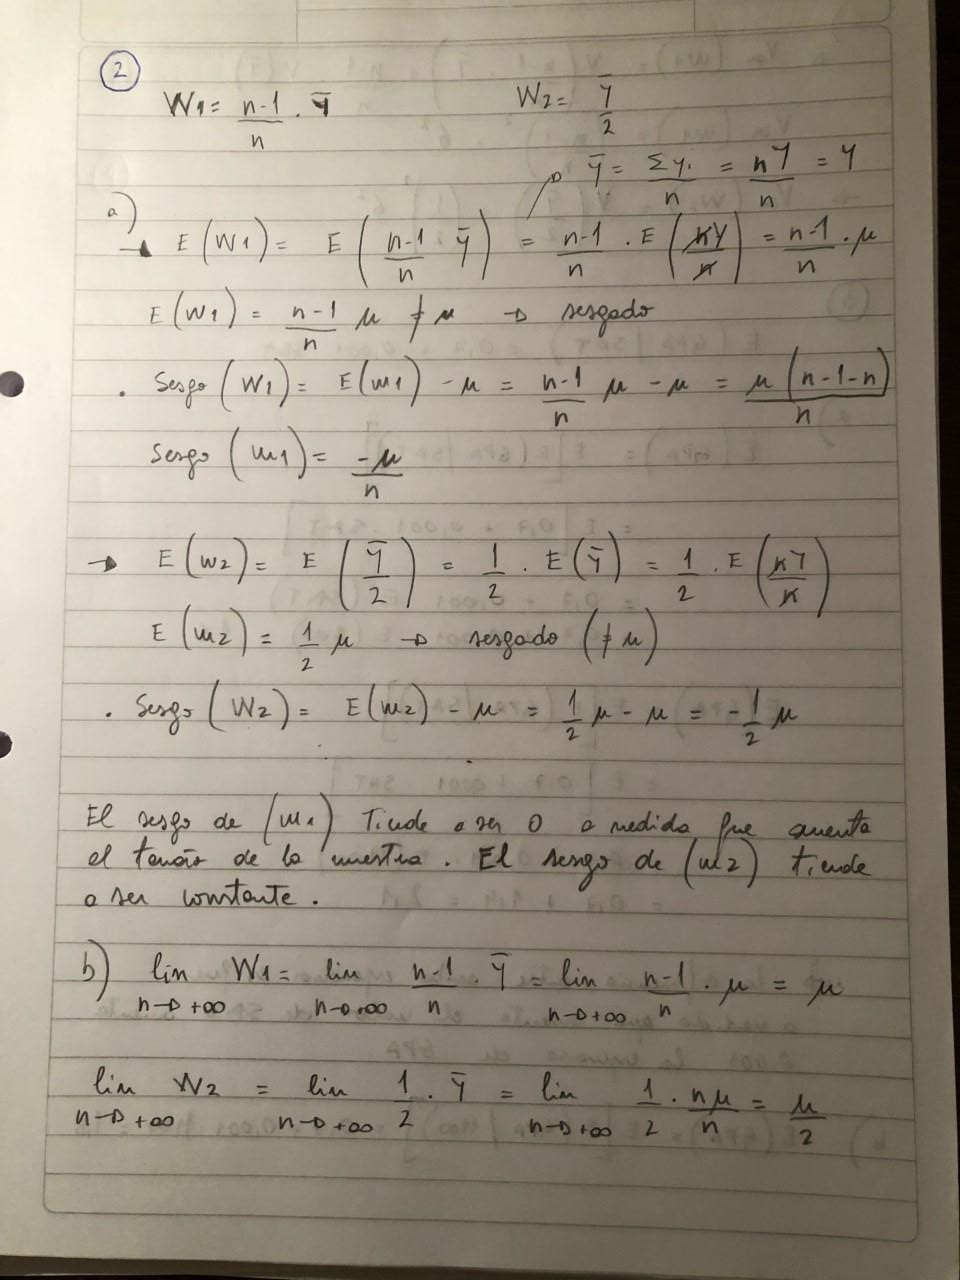 2
W1 = n-1/n . Ȳ    W2 = Ȳ/2
Ȳ = Σyi/n = nY/n = Y
a)
→ E(W1) = E(n-1/n Ȳ) = n-1/n . E(nY/n) = n-1/n . μ
E(W1) = n-1/n μ ≠ μ → sesgado
. Sesgo (W1) = E(W1) - μ = n-1/n μ - μ = μ(n-1-n)/n
Sesgo (W1) = -μ/n
→ E(W2) = E(Ȳ/2) = 1/2 . E(Ȳ) = 1/2 . E(nY/n)
E(W2) = 1/2 μ → sesgado (≠ μ)
. Sesgo (W2) = E(W2) - μ = 1/2 μ - μ = -1/2 μ
El sesgo de (W1) Tiende a ser 0 a medida que aumenta
el tamaño de la muestra. El sesgo de (W2) tiende
a ser constante.
b) lim n→+∞ W1 = lim n→+∞ n-1/n . Ȳ = lim n→+∞ n-1/n . μ = μ
lim n→+∞ W2 = lim n→+∞ 1/2 . Ȳ = lim n→+∞ 1/2 . nμ/n = μ/2